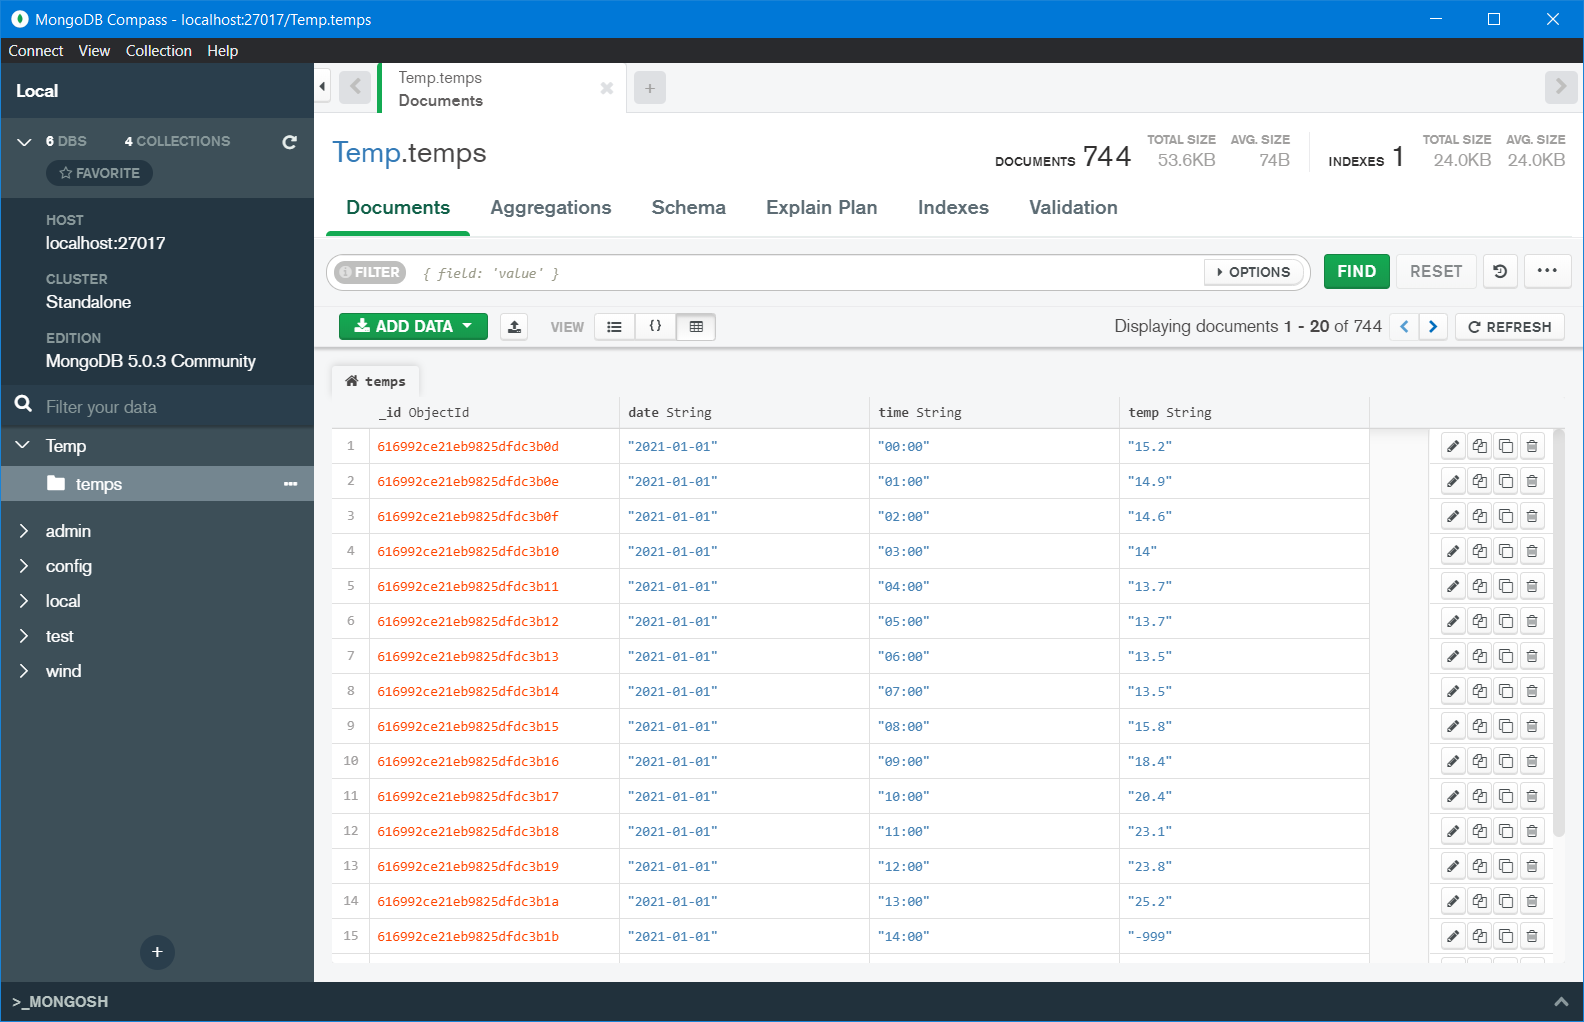 MongoDB Compass - localhost:27017/Temp.temps
Connect View Collection Help
Local
6 DBS 4 COLLECTIONS
FAVORITE
HOST
localhost:27017
CLUSTER
Standalone
EDITION
MongoDB 5.0.3 Community
Filter your data
Temp
temps
admin
config
local
test
wind
+
Temp.temps
Documents
+
Temp.temps
DOCUMENTS 744 TOTAL SIZE 53.6KB AVG. SIZE 74B INDEXES 1 TOTAL SIZE 24.0KB AVG. SIZE 24.0KB
Documents Aggregations Schema Explain Plan Indexes Validation
FILTER { field: 'value' } OPTIONS FIND RESET ...
ADD DATA VIEW {} Displaying documents 1 - 20 of 744 < > REFRESH
temps
_id ObjectId date String time String temp String
1 616992ce21eb9825dfdc3b0d "2021-01-01" "00:00" "15.2"
2 616992ce21eb9825dfdc3b0e "2021-01-01" "01:00" "14.9"
3 616992ce21eb9825dfdc3b0f "2021-01-01" "02:00" "14.6"
4 616992ce21eb9825dfdc3b10 "2021-01-01" "03:00" "14"
5 616992ce21eb9825dfdc3b11 "2021-01-01" "04:00" "13.7"
6 616992ce21eb9825dfdc3b12 "2021-01-01" "05:00" "13.7"
7 616992ce21eb9825dfdc3b13 "2021-01-01" "06:00" "13.5"
8 616992ce21eb9825dfdc3b14 "2021-01-01" "07:00" "13.5"
9 616992ce21eb9825dfdc3b15 "2021-01-01" "08:00" "15.8"
10 616992ce21eb9825dfdc3b16 "2021-01-01" "09:00" "18.4"
11 616992ce21eb9825dfdc3b17 "2021-01-01" "10:00" "20.4"
12 616992ce21eb9825dfdc3b18 "2021-01-01" "11:00" "23.1"
13 616992ce21eb9825dfdc3b19 "2021-01-01" "12:00" "23.8"
14 616992ce21eb9825dfdc3b1a "2021-01-01" "13:00" "25.2"
15 616992ce21eb9825dfdc3b1b "2021-01-01" "14:00" "-999"
>_MONGOSH